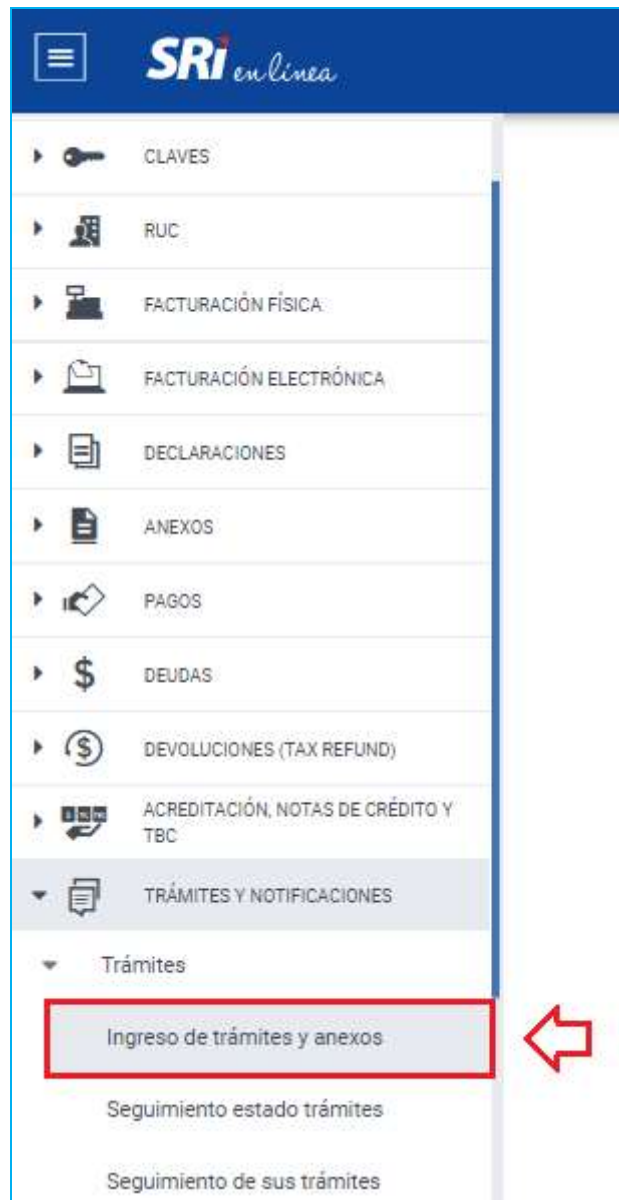 SRi en línea
CLAVES
RUC
FACTURACIÓN FÍSICA
FACTURACIÓN ELECTRÓNICA
DECLARACIONES
ANEXOS
PAGOS
$ DEUDAS
$ DEVOLUCIONES (TAX REFUND)
ACREDITACIÓN, NOTAS DE CRÉDITO Y
TBC
TRÁMITES Y NOTIFICACIONES
Trámites
Ingreso de trámites y anexos
Seguimiento estado trámites
Seguimiento de sus trámites